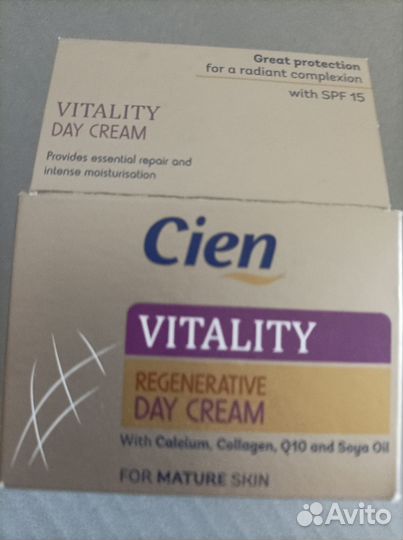 Great protection
for a radiant complexion
with SPF 15
VITALITY
DAY CREAM
Provides essential repair and
intense moisturisation
Cien
VITALITY
REGENERATIVE
DAY CREAM
With Calcium, Collagen, Q10 and Soya Oil
FOR MATURE SKIN
Avito